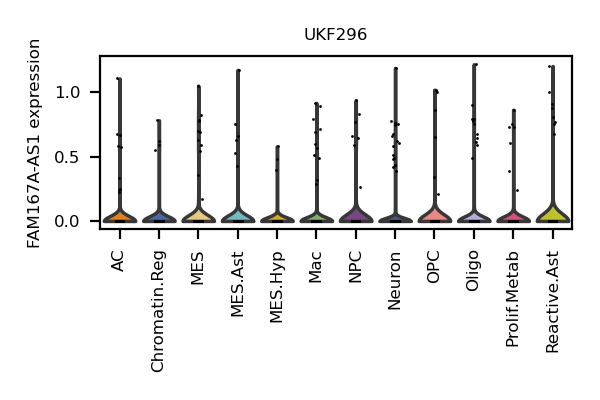 UKF296
FAM167A-AS1 expression
1.0
0.5
0.0
AC
Chromatin.Reg
MES
MES.Ast
MES.Hyp
Mac
NPC
Neuron
OPC
Oligo
Prolif.Metab
Reactive.Ast